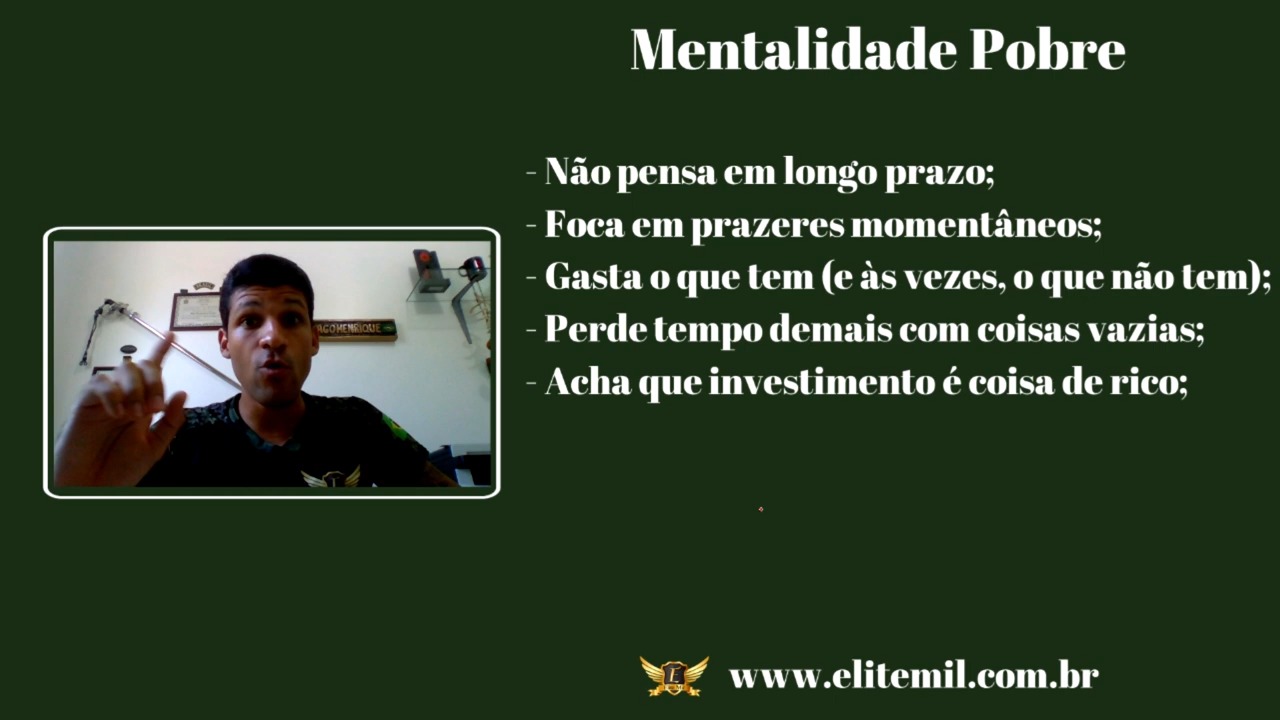 Mentalidade Pobre
- Não pensa em longo prazo;
- Foca em prazeres momentâneos;
- Gasta o que tem (e às vezes, o que não tem);
- Perde tempo demais com coisas vazias;
- Acha que investimento é coisa de rico;
HENRIQUE
E
www.elitemil.com.br